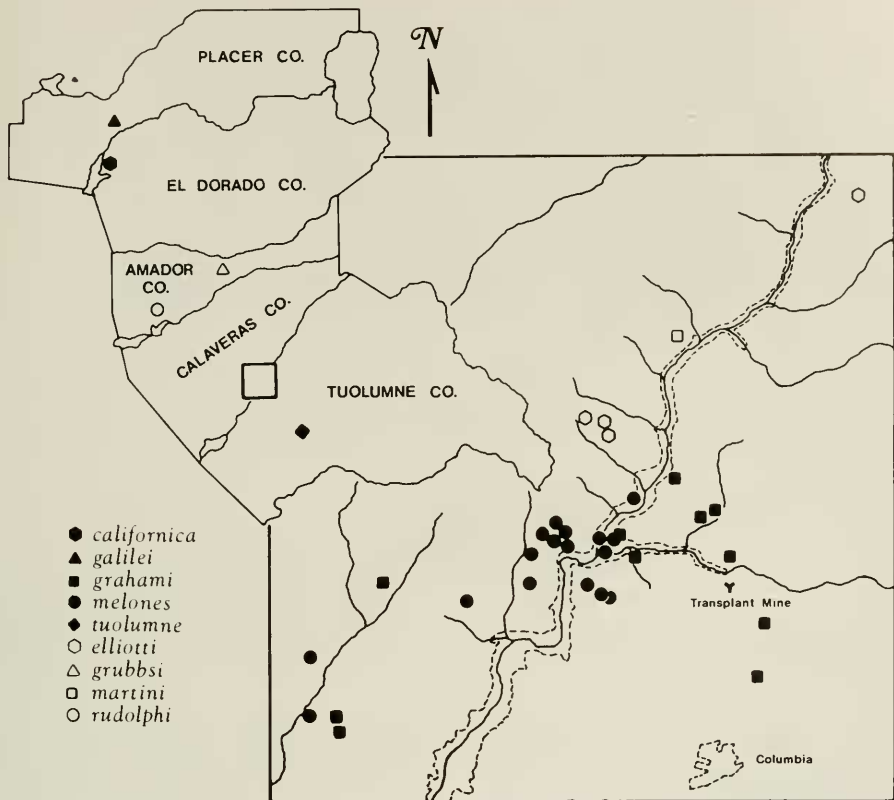 PLACER CO.
N
EL DORADO CO.
AMADOR
CO.
CALAVERAS CO.
TUOLUMNE CO.
californica
galilei
grahami
melones
tuolumne
elliotti
grubbsi
martini
rudolphi
Transplant Mine
Columbia